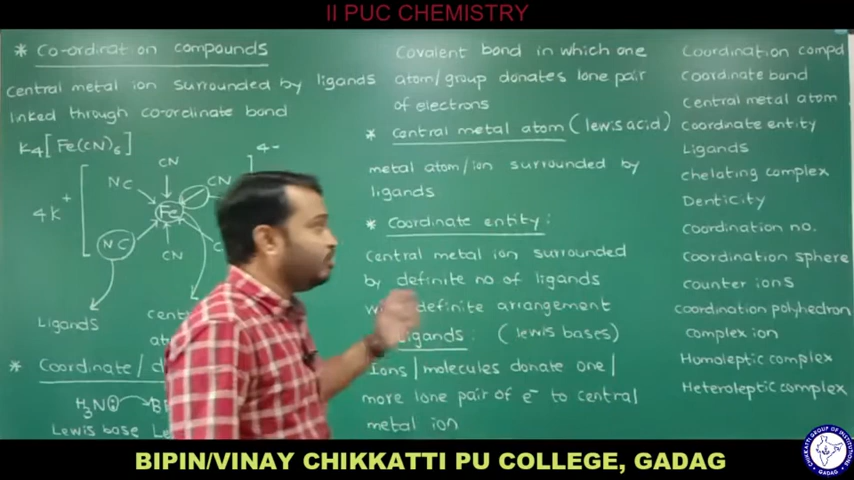 II PUC CHEMISTRY
* Co-ordination compounds
Central metal ion surrounded by ligands
linked through co-ordinate bond
K4[Fe(CN)6]
4-
CN
NC
CN
4K+
Fe
NC
CN
Ligands
* Coordinate/
H3N:
Lewis base
Covalent bond in which one
atom/group donates lone pair
of electrons
* Central metal atom (lewis acid)
metal atom/ion surrounded by
ligands
* Coordinate entity:
Central metal ion surrounded
by definite no of ligands
definite arrangement
Ligands: (lewis bases)
Ions/molecules donate one/
more lone pair of e- to central
metal ion
Coordination compd
Coordinate bond
Central metal atom
Coordinate entity
Ligands
chelating complex
Denticity
Coordination no.
Coordination sphere
counter ions
coordination polyhedron
complex ion
Homoleptic complex
Heteroleptic complex
BIPIN/VINAY CHIKKATTI PU COLLEGE, GADAG
CHIKKATTI GROUP OF INSTITUTIONS
GADAG